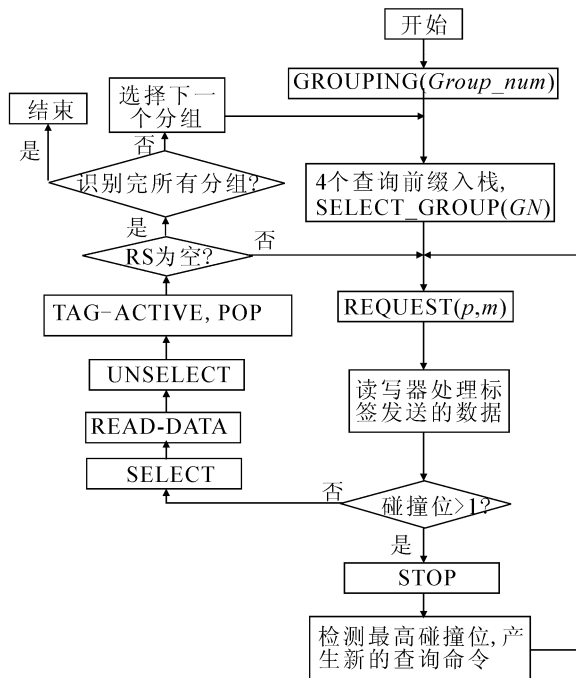 开始
GROUPING(Group_num)
选择下一
个分组
结束
是
否
识别完所有分组?
4个查询前缀入栈,
SELECT_GROUP(GN)
是
RS为空?
否
TAG-ACTIVE, POP
REQUEST(p,m)
UNSELECT
读写器处理标
签发送的数据
READ-DATA
SELECT
否
碰撞位>1?
是
STOP
检测最高碰撞位,产
生新的查询命令